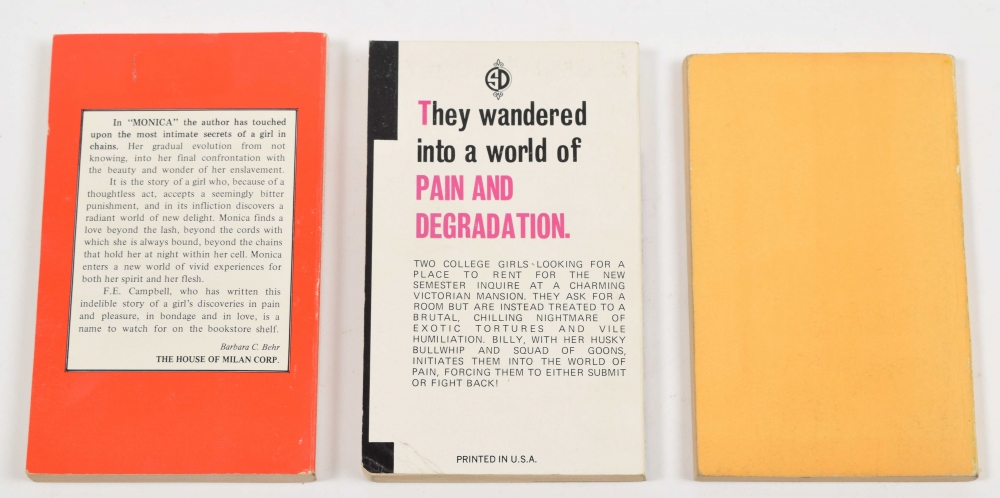 In "MONICA" the author has touched
upon the most intimate secrets of a girl in
chains. Her gradual evolution from not
knowing, into her final confrontation with
the beauty and wonder of her enslavement.
It is the story of a girl who, because of a
thoughtless act, accepts a seemingly bitter
punishment, and in its infliction discovers a
radiant world of new delight. Monica finds a
love beyond the lash, beyond the cords with
which she is always bound, beyond the chains
that hold her at night within her cell. Monica
enters a new world of vivid experiences for
both her spirit and her flesh.
F.E. Campbell, who has written this
indelible story of a girl's discoveries in pain
and pleasure, in bondage and in love, is a
name to watch for on the bookstore shelf.
Barbara C. Behr
THE HOUSE OF MILAN CORP.
SD
They wandered
into a world of
PAIN AND
DEGRADATION.
TWO COLLEGE GIRLS LOOKING FOR A
PLACE TO RENT FOR THE NEW
SEMESTER INQUIRE AT A CHARMING
VICTORIAN MANSION. THEY ASK FOR A
ROOM BUT ARE INSTEAD TREATED TO A
BRUTAL, CHILLING NIGHTMARE OF
EXOTIC TORTURES AND VILE
HUMILIATION. BILLY, WITH HER HUSKY
BULLWHIP AND SQUAD OF GOONS,
INITIATES THEM INTO THE WORLD OF
PAIN, FORCING THEM TO EITHER SUBMIT
OR FIGHT BACK!
PRINTED IN U.S.A.